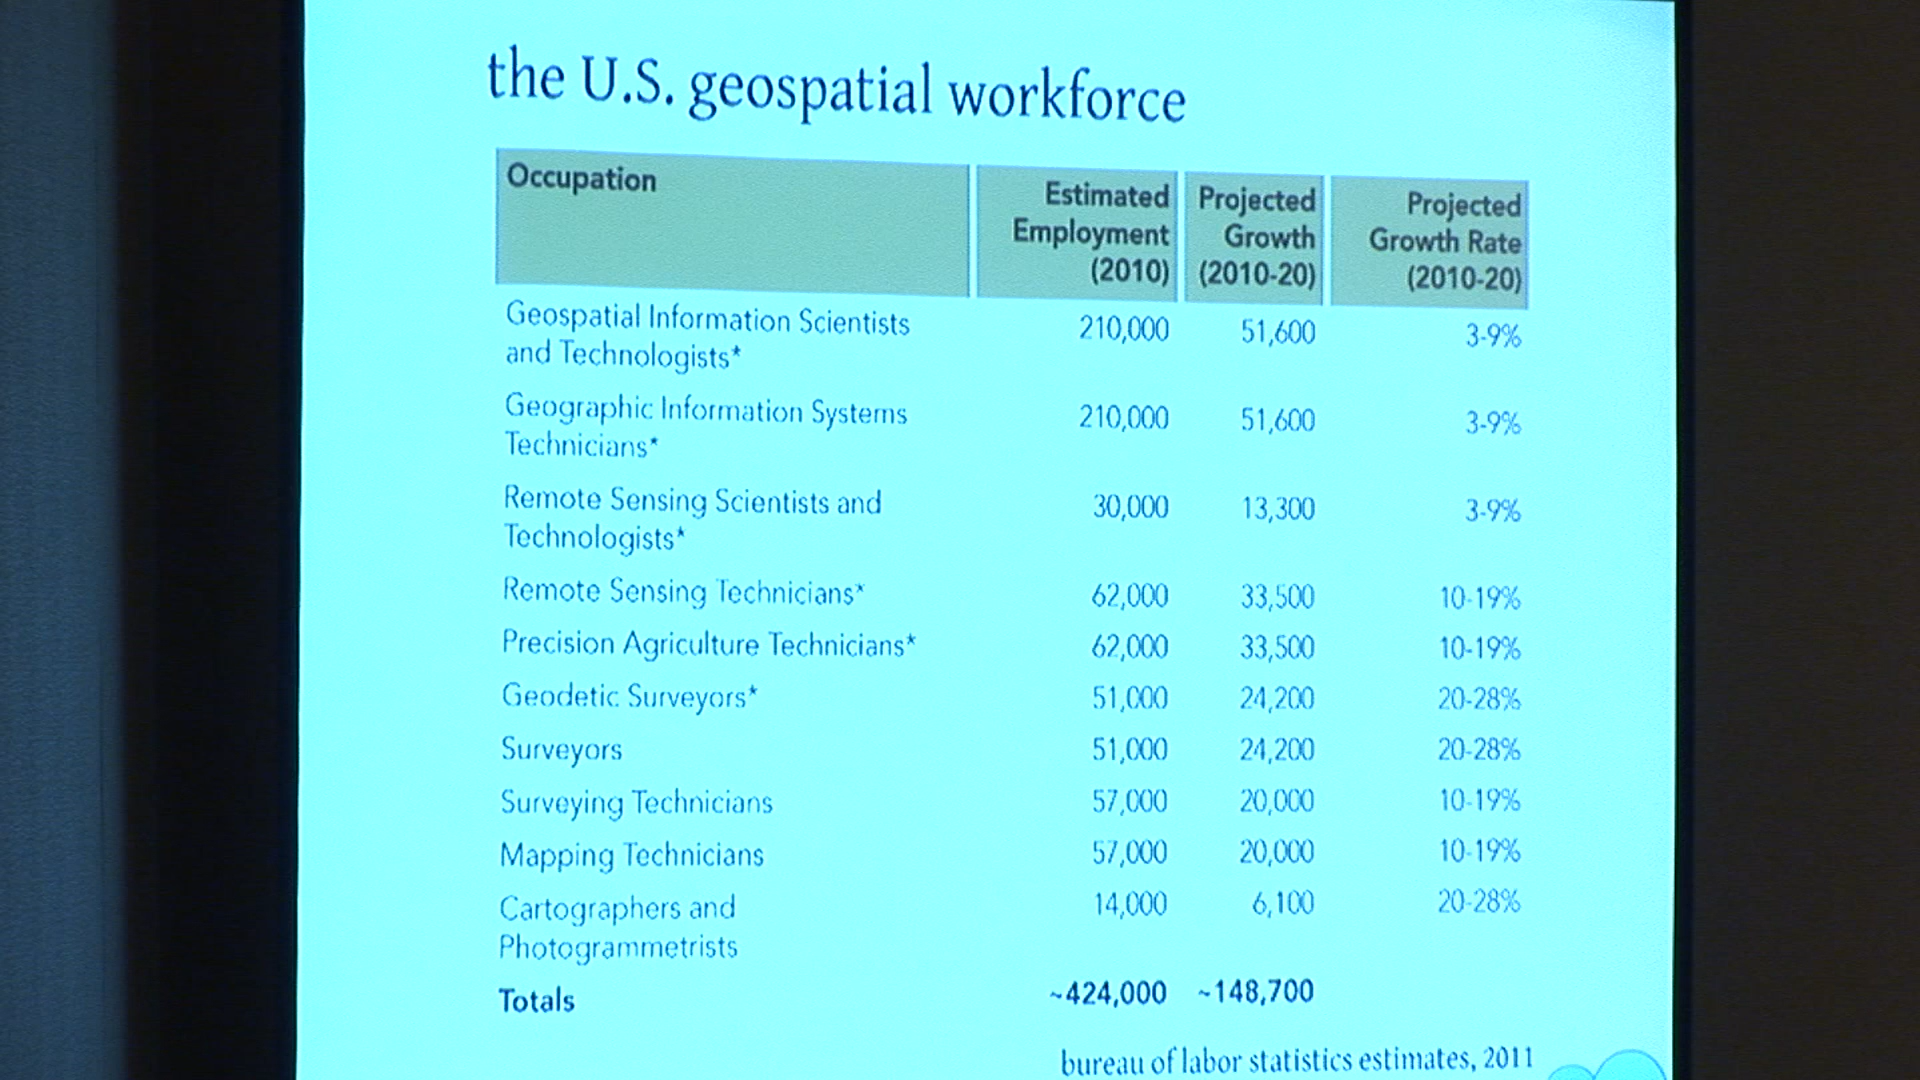 the U.S. geospatial workforce
Occupation
Estimated Employment (2010)
Projected Growth (2010-20)
Projected Growth Rate (2010-20)
Geospatial Information Scientists and Technologists* 210,000 51,600 3-9%
Geographic Information Systems Technicians* 210,000 51,600 3-9%
Remote Sensing Scientists and Technologists* 30,000 13,300 3-9%
Remote Sensing Technicians* 62,000 33,500 10-19%
Precision Agriculture Technicians* 62,000 33,500 10-19%
Geodetic Surveyors* 51,000 24,200 20-28%
Surveyors 51,000 24,200 20-28%
Surveying Technicians 57,000 20,000 10-19%
Mapping Technicians 57,000 20,000 10-19%
Cartographers and Photogrammetrists 14,000 6,100 20-28%
Totals ~424,000 ~148,700
bureau of labor statistics estimates, 2011